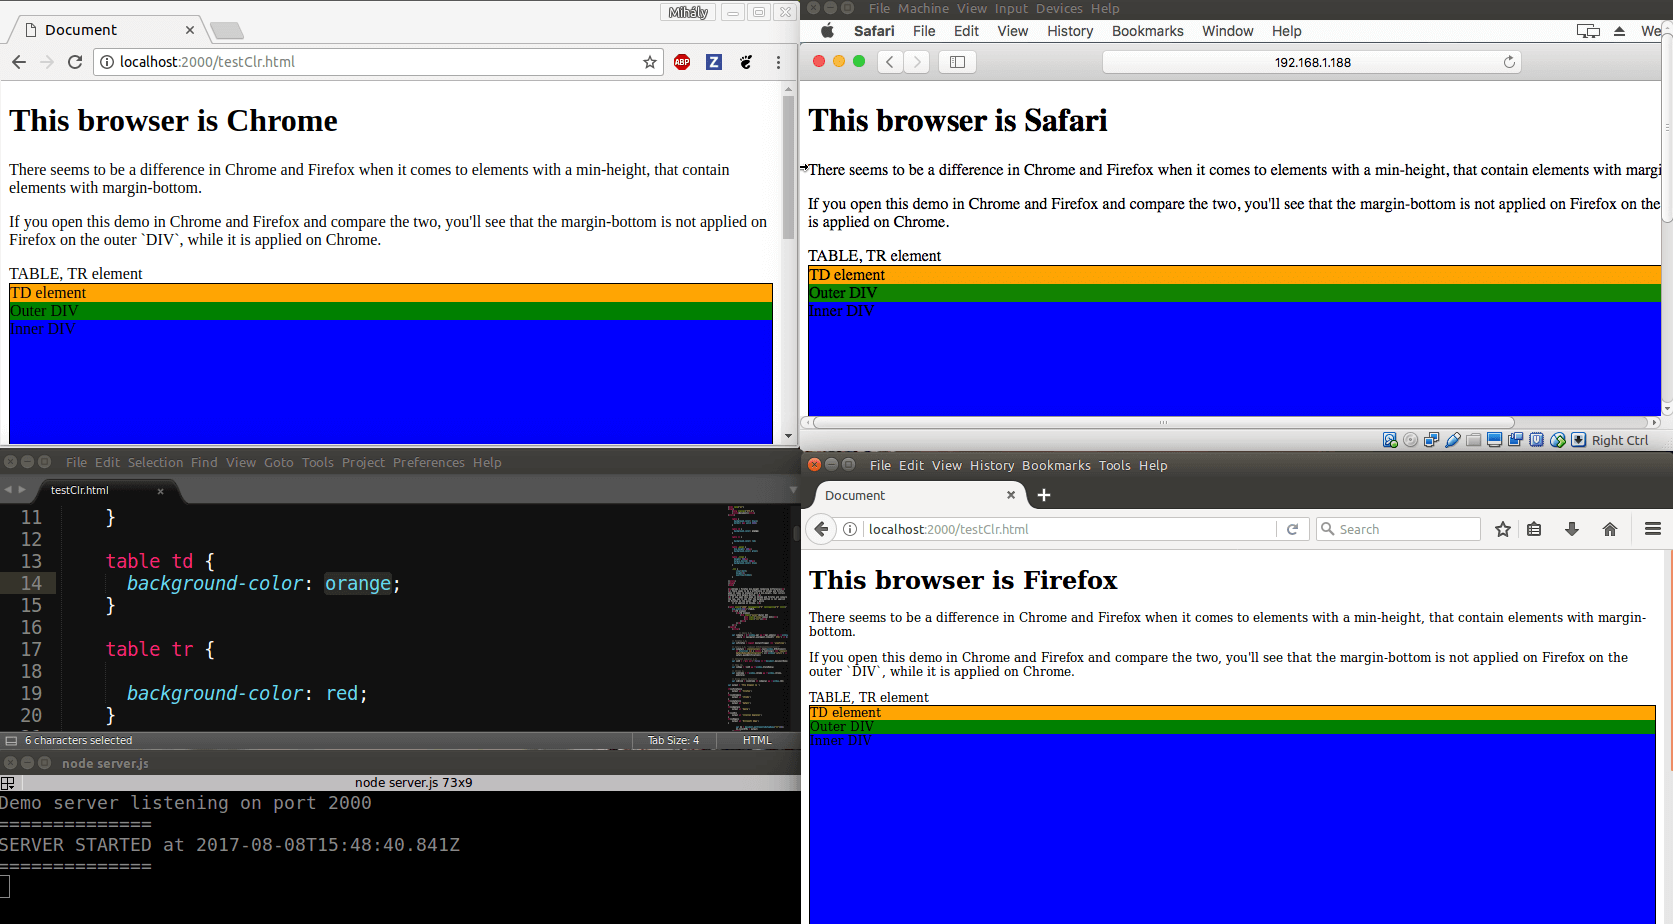 Mihály
Document
localhost:2000/testClr.html
ABP
Z
This browser is Chrome
There seems to be a difference in Chrome and Firefox when it comes to elements with a min-height, that contain
elements with margin-bottom.
If you open this demo in Chrome and Firefox and compare the two, you'll see that the margin-bottom is not applied on
Firefox on the outer `DIV`, while it is applied on Chrome.
TABLE, TR element
TD element
Outer DIV
Inner DIV
File Machine View Input Devices Help
Safari File Edit View History Bookmarks Window Help We
192.168.1.188
This browser is Safari
There seems to be a difference in Chrome and Firefox when it comes to elements with a min-height, that contain elements with margi
If you open this demo in Chrome and Firefox and compare the two, you'll see that the margin-bottom is not applied on Firefox on the
is applied on Chrome.
TABLE, TR element
TD element
Outer DIV
Inner DIV
Right Ctrl
File Edit Selection Find View Goto Tools Project Preferences Help
testClr.html
11 }
12
13 table td {
14 background-color: orange;
15 }
16
17 table tr {
18
19 background-color: red;
20 }
6 characters selected Tab Size: 4 HTML
node server.js
node server.js 73x9
Demo server listening on port 2000
==============
SERVER STARTED at 2017-08-08T15:48:40.841Z
==============
File Edit View History Bookmarks Tools Help
Document
localhost:2000/testClr.html
Search
This browser is Firefox
There seems to be a difference in Chrome and Firefox when it comes to elements with a min-height, that contain elements with margin-
bottom.
If you open this demo in Chrome and Firefox and compare the two, you'll see that the margin-bottom is not applied on Firefox on the
outer `DIV`, while it is applied on Chrome.
TABLE, TR element
TD element
Outer DIV
Inner DIV